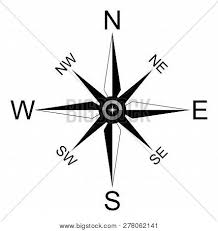 N
NW NE
W BIGSTOCK E
SW SE
S
www.bigstock.com · 278062141